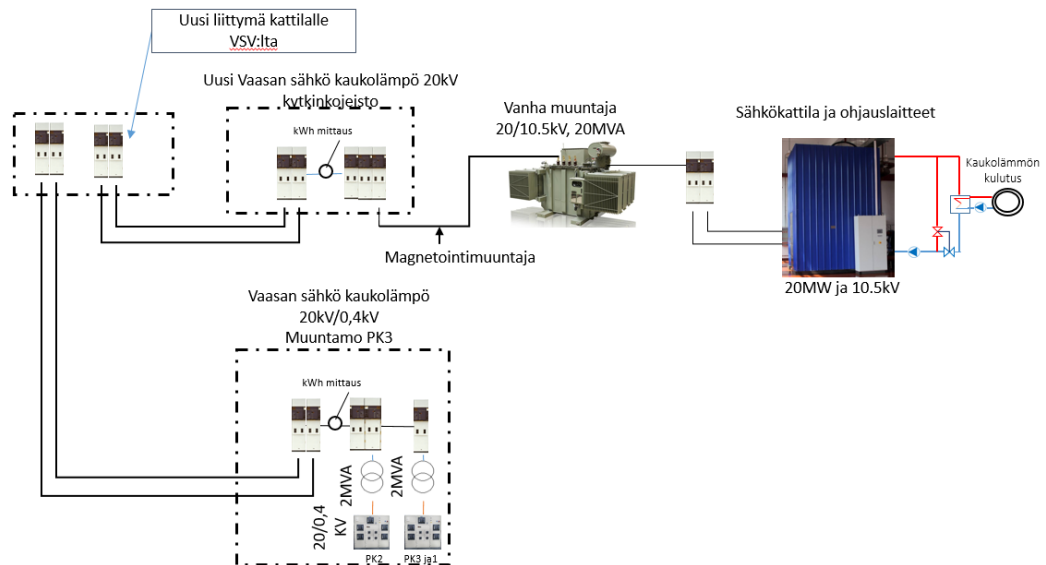 Uusi liittymä kattilalle
VSV:lta
Uusi Vaasan sähkö kaukolämpö 20kV
kytkinkojeisto
kWh mittaus
Vanha muuntaja
20/10.5kV, 20MVA
Sähkökattila ja ohjauslaitteet
Kaukolämmön
kulutus
Magnetointimuuntaja
20MW ja 10.5kV
Vaasan sähkö kaukolämpö
20kV/0,4kV
Muuntamo PK3
kWh mittaus
2MVA
2MVA
20/0,4
KV
PK2
PK3 ja1